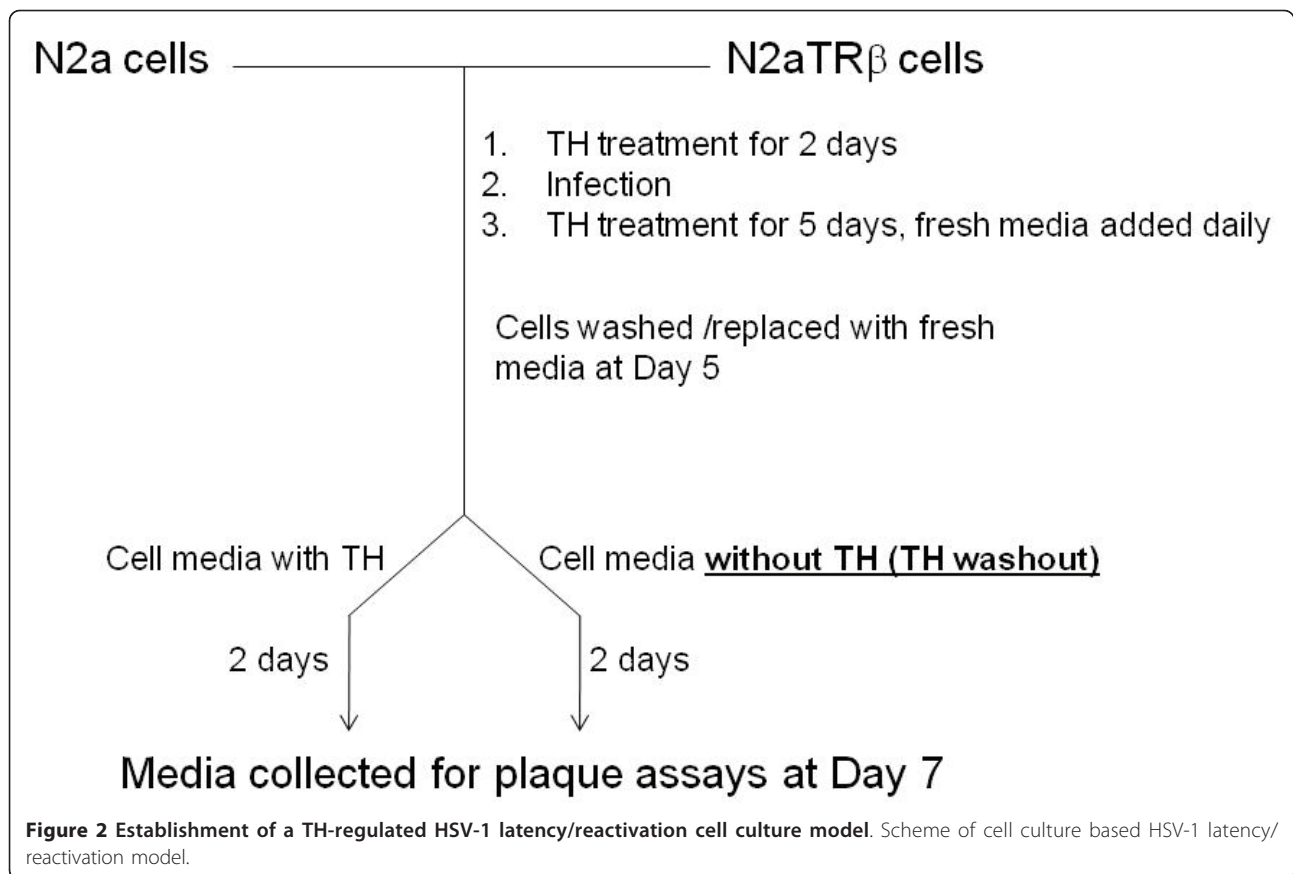 N2a cells N2aTRβ cells
1. TH treatment for 2 days
2. Infection
3. TH treatment for 5 days, fresh media added daily
Cells washed /replaced with fresh
media at Day 5
Cell media with TH Cell media without TH (TH washout)
2 days 2 days
Media collected for plaque assays at Day 7
Figure 2 Establishment of a TH-regulated HSV-1 latency/reactivation cell culture model. Scheme of cell culture based HSV-1 latency/
reactivation model.